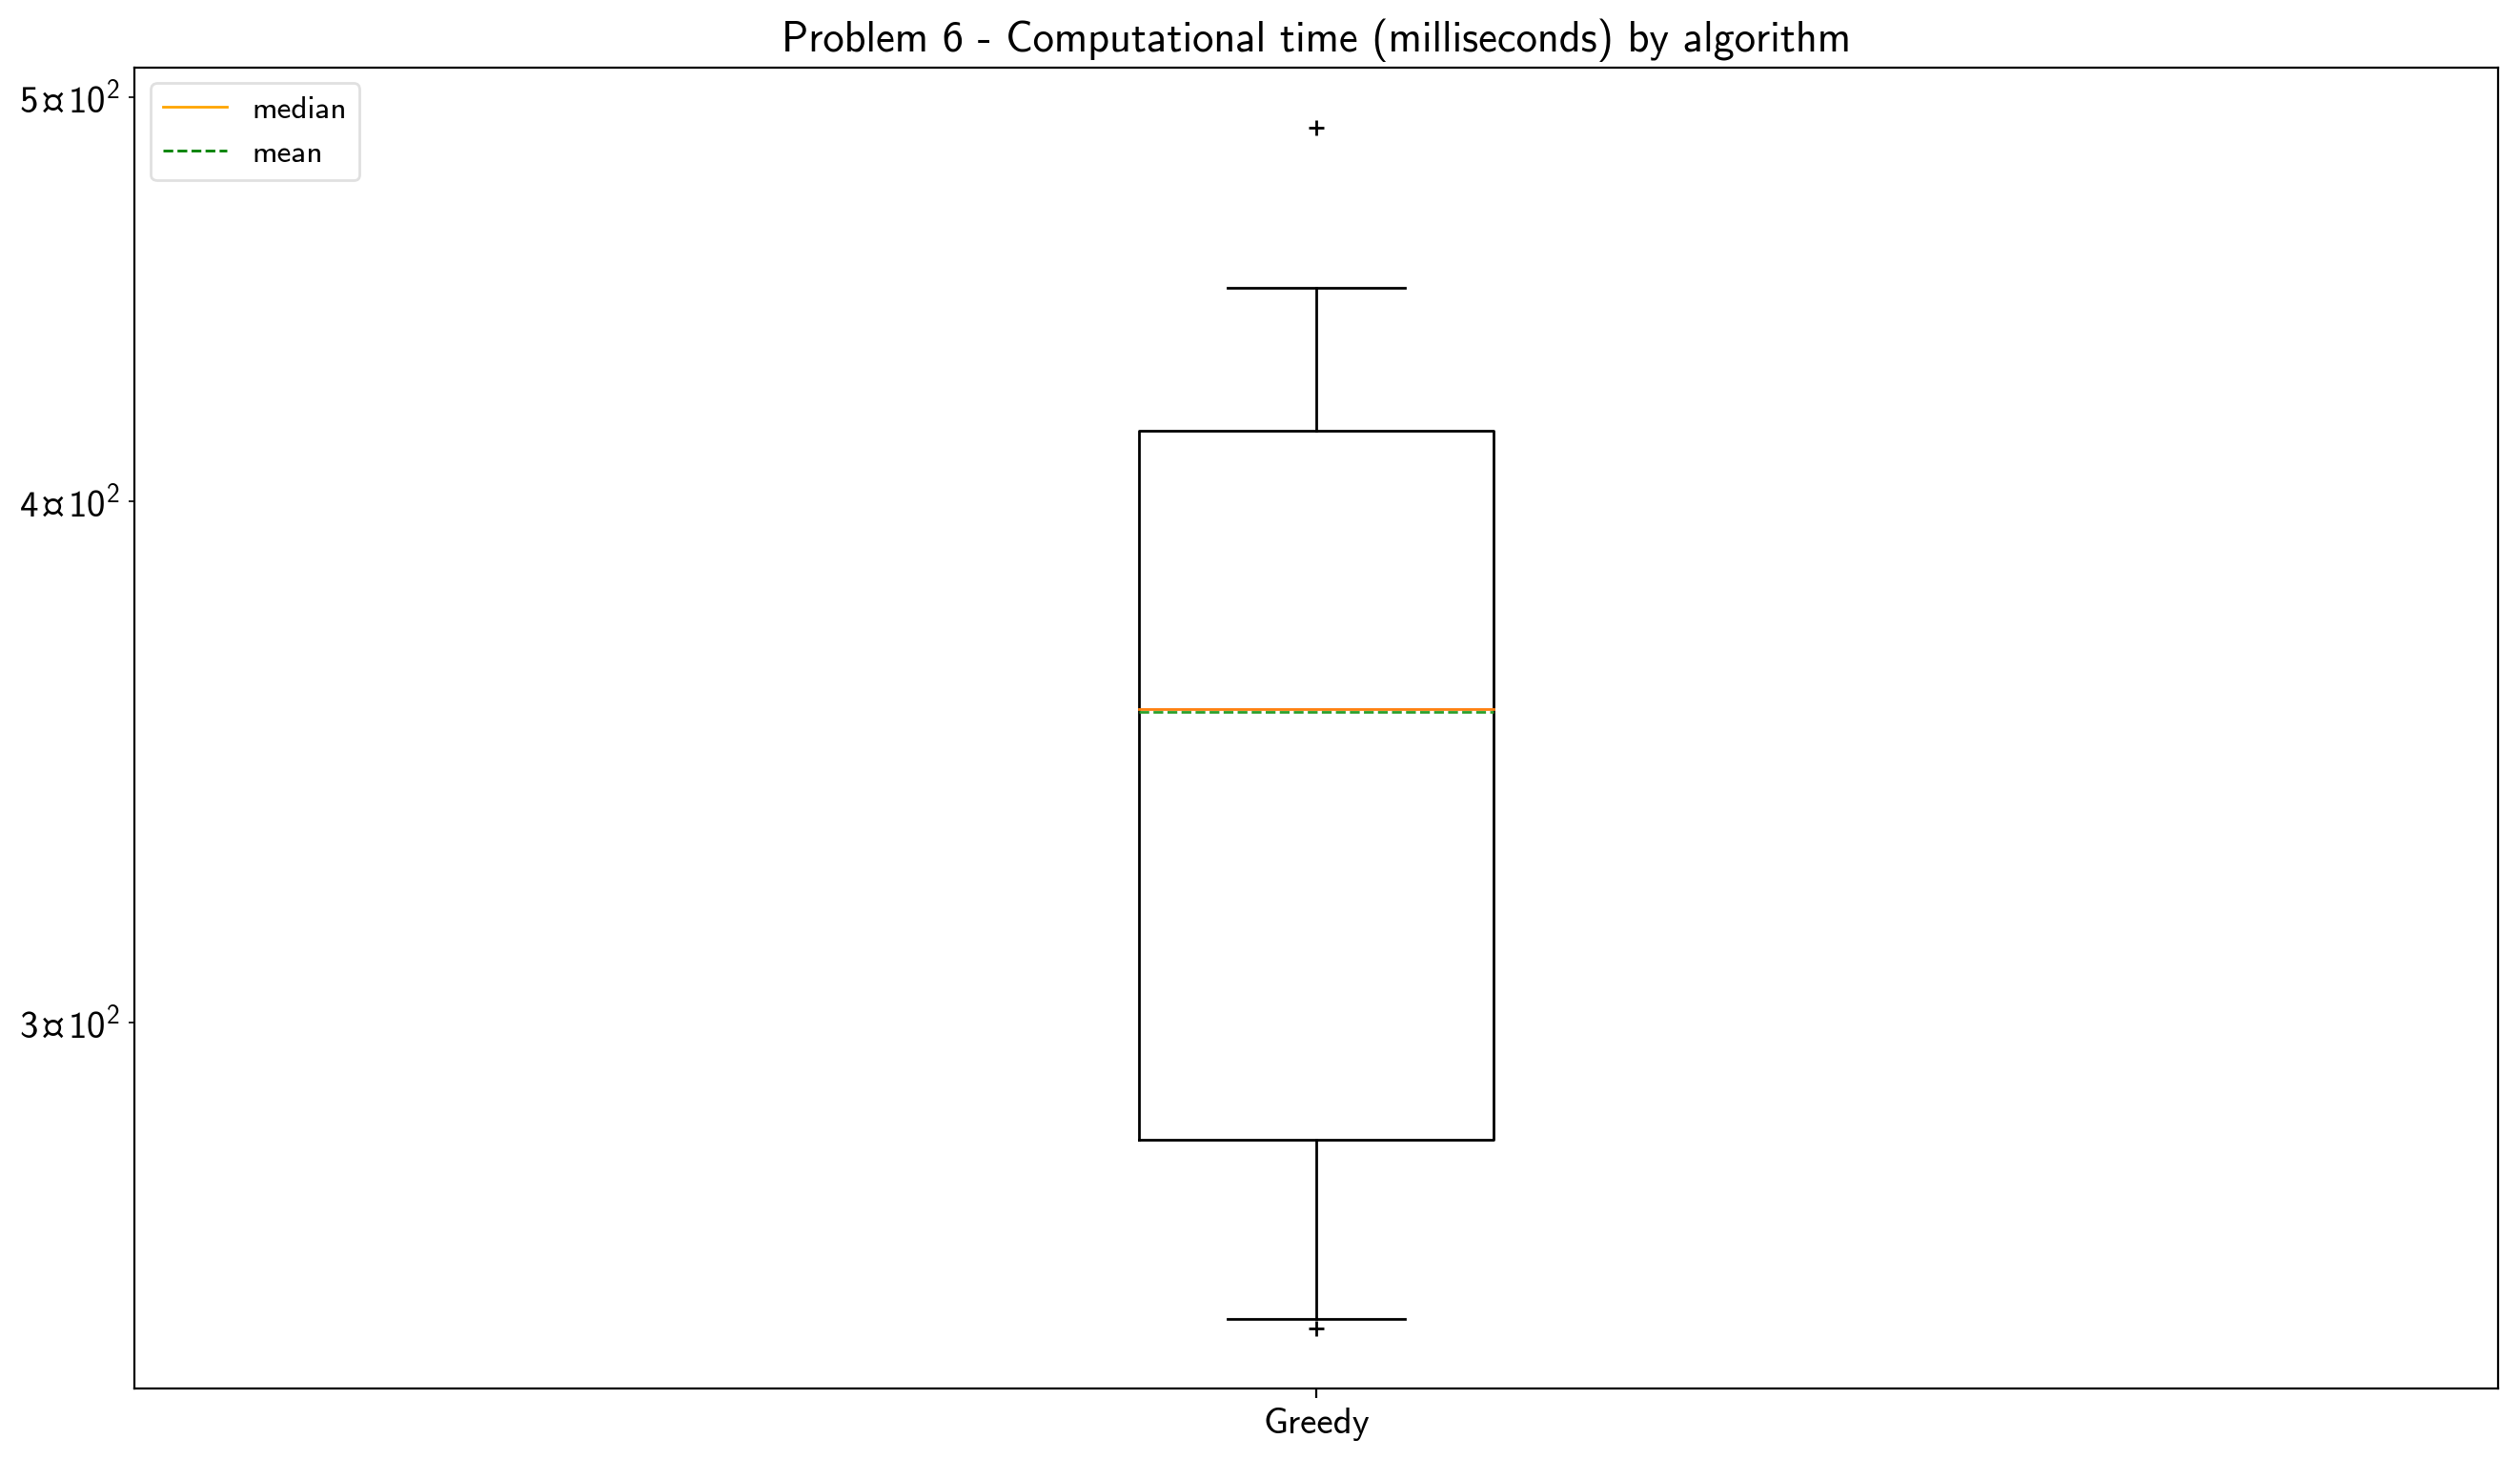 Problem 6 - Computational time (milliseconds) by algorithm
5¤10²
median
mean
4¤10²
3¤10²
Greedy